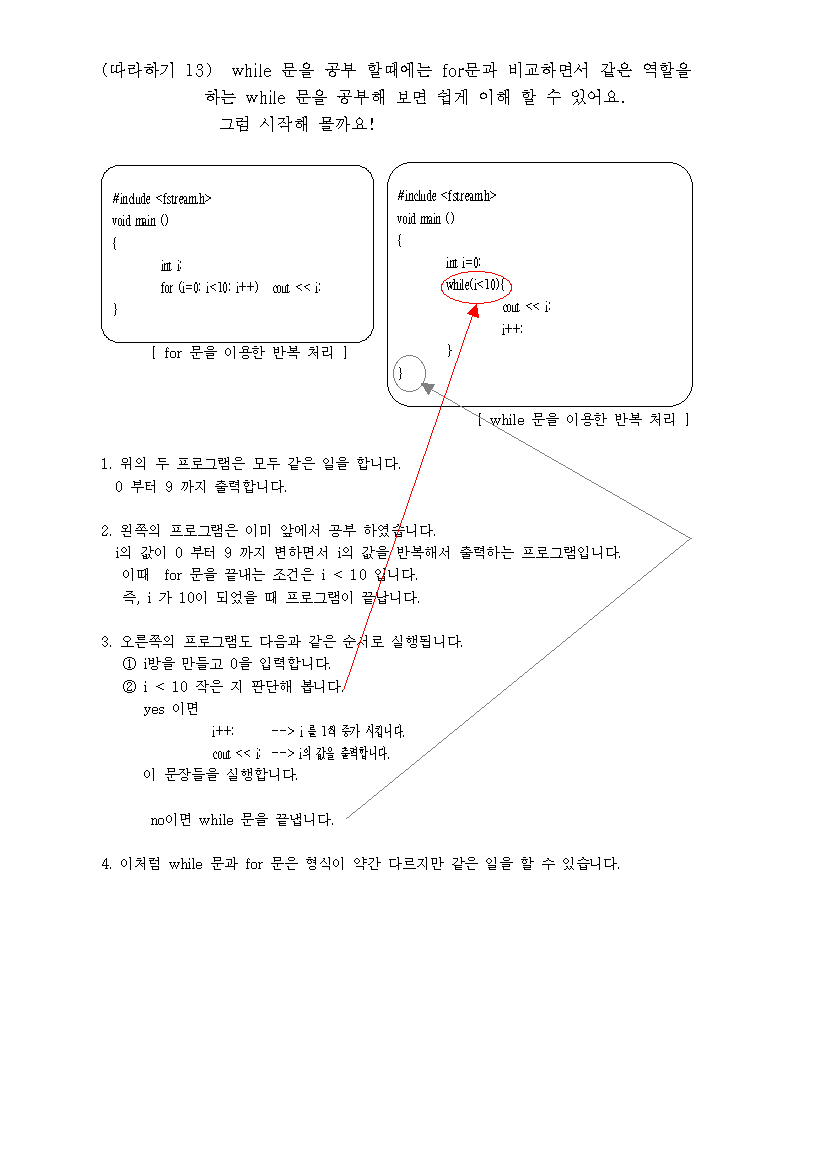 (따라하기 13) while 문을 공부 할때에는 for문과 비교하면서 같은 역할을
하는 while 문을 공부해 보면 쉽게 이해 할 수 있어요.
그럼 시작해 몰까요!
#include <fstream.h>
void main ()
{
int i;
for (i=0; i<10; i++) cout << i;
}
[ for 문을 이용한 반복 처리 ]
#include <fstream.h>
void main ()
{
int i=0;
while(i<10){
cout << i;
i++;
}
}
[ while 문을 이용한 반복 처리 ]
1. 위의 두 프로그램은 모두 같은 일을 합니다.
0 부터 9 까지 출력합니다.
2. 왼쪽의 프로그램은 이미 앞에서 공부 하였습니다.
i의 값이 0 부터 9 까지 변하면서 i의 값을 반복해서 출력하는 프로그램입니다.
이때 for 문을 끝내는 조건은 i < 10 입니다.
즉, i 가 10이 되었을 때 프로그램이 끝납니다.
3. 오른쪽의 프로그램도 다음과 같은 순서로 실행됩니다.
① i방을 만들고 0을 입력합니다.
② i < 10 작은 지 판단해 봅니다.
yes 이면
i++; --> i 를 1씩 증가 시킵니다.
cout << i; --> i의 값을 출력합니다.
이 문장들을 실행합니다.
no이면 while 문을 끝냅니다.
4. 이처럼 while 문과 for 문은 형식이 약간 다르지만 같은 일을 할 수 있습니다.